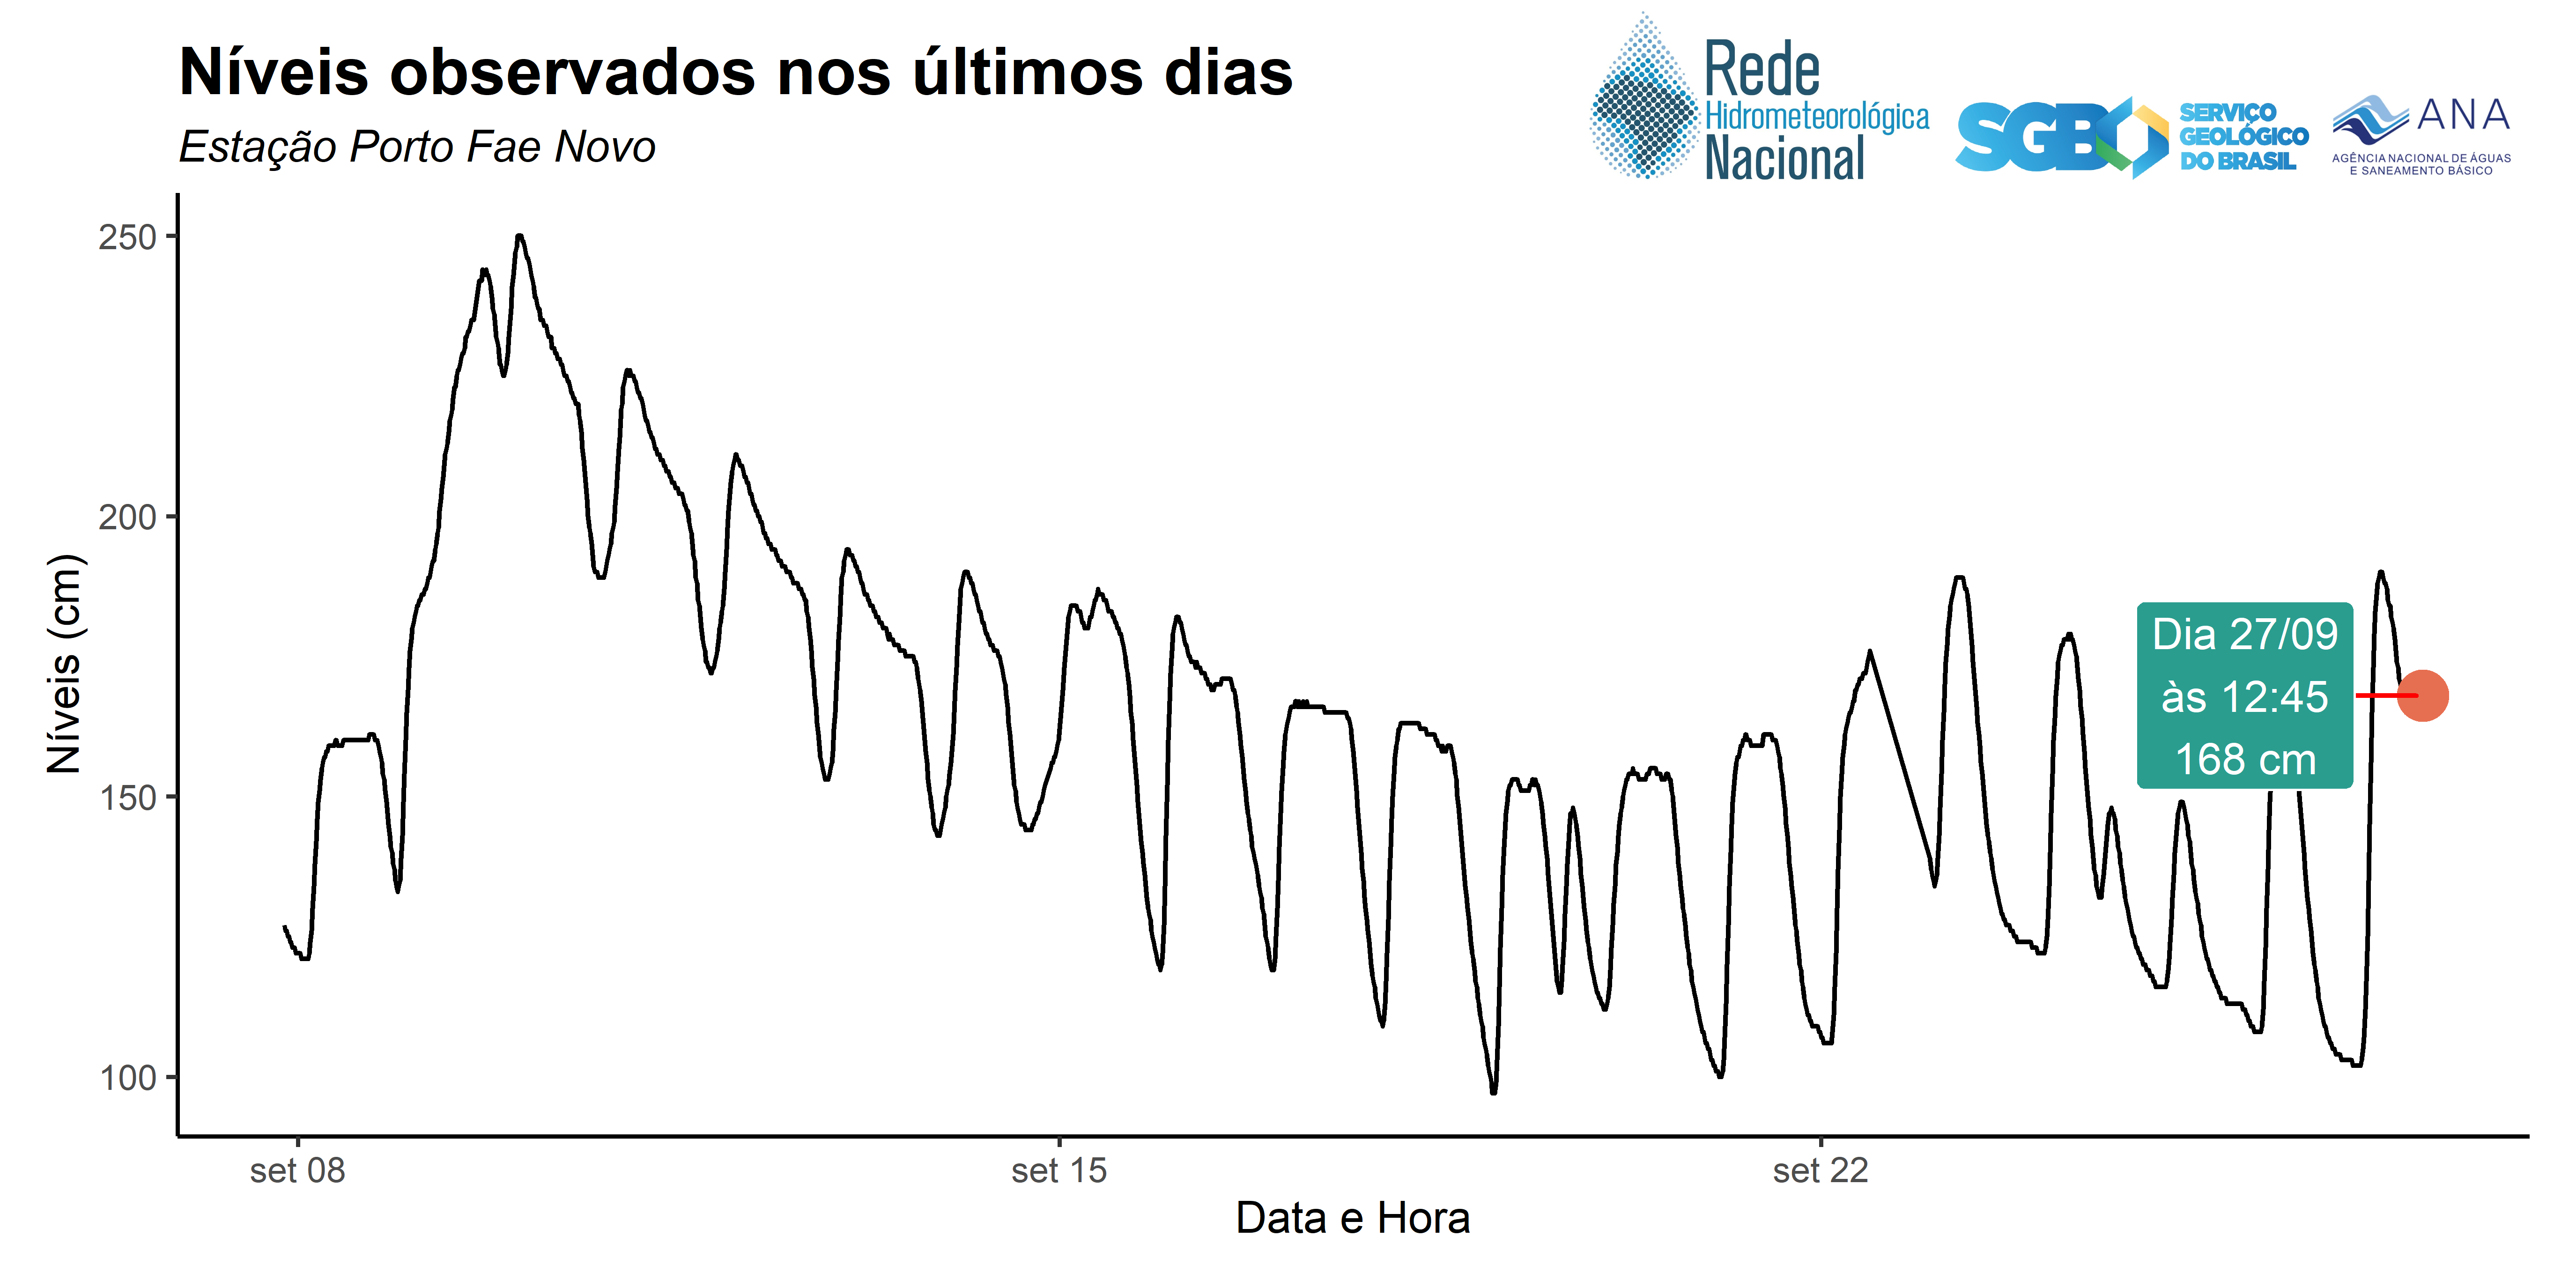 Níveis observados nos últimos dias
Estação Porto Fae Novo
Rede
Hidrometeorológica
Nacional
SGB
SERVIÇO
GEOLÓGICO
DO BRASIL
ANA
AGÊNCIA NACIONAL DE ÁGUAS
E SANEAMENTO BÁSICO
Níveis (cm)
250
200
150
100
Dia 27/09
às 12:45
168 cm
set 08
set 15
set 22
Data e Hora